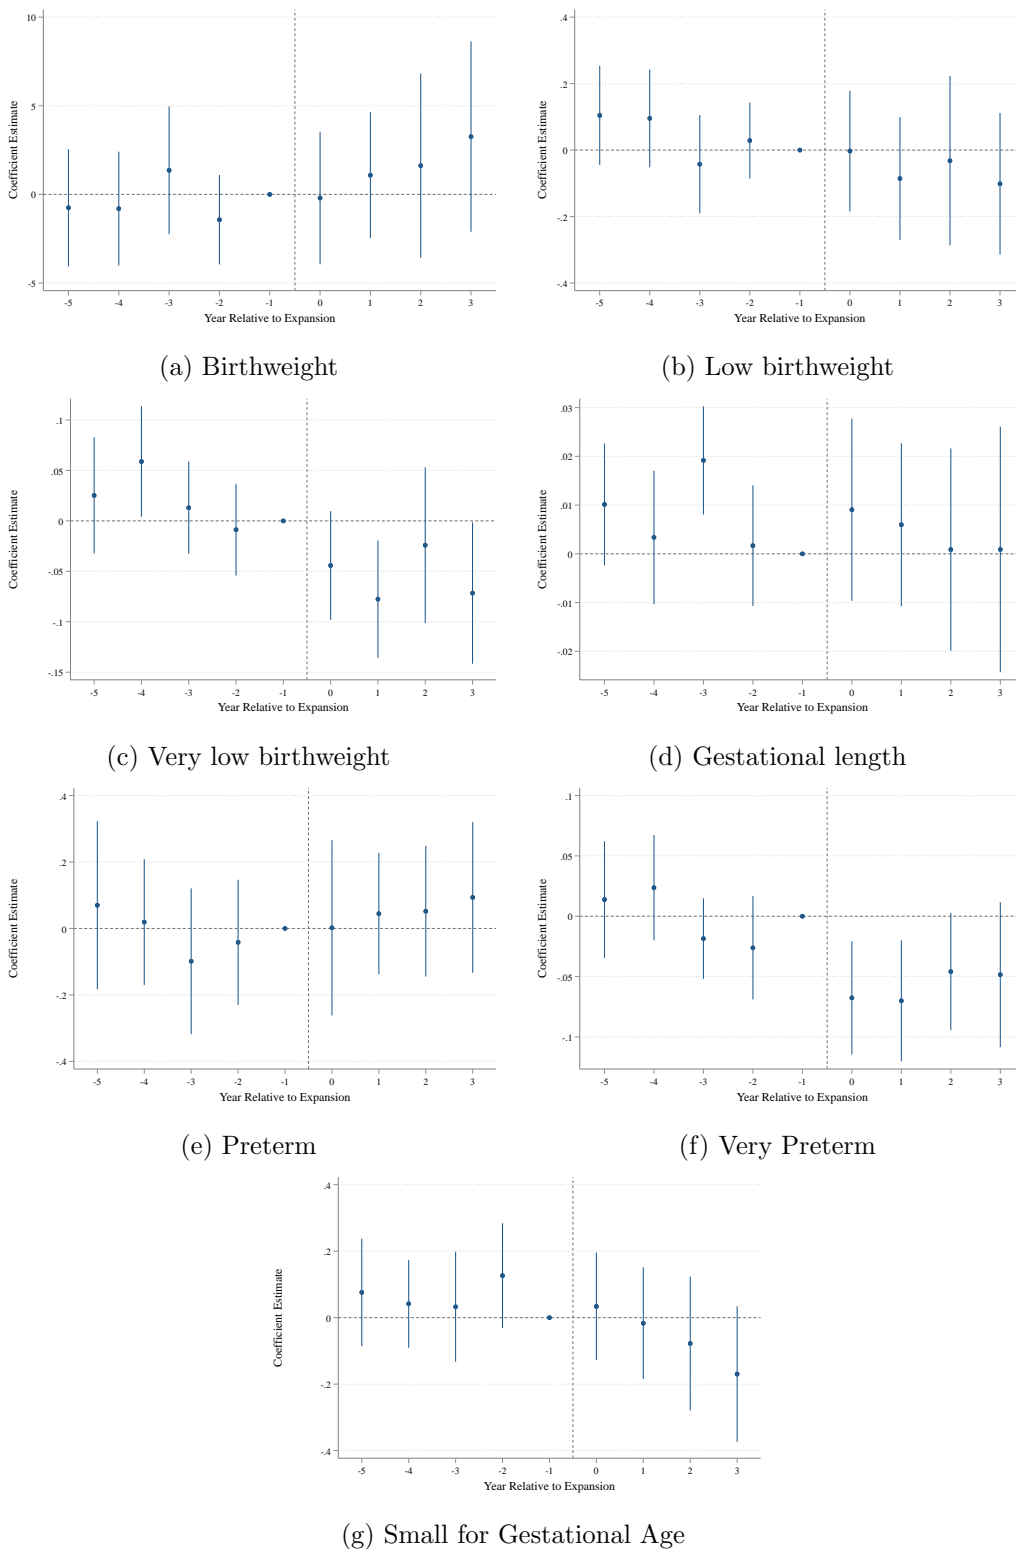 10
5
0
-5
Coefficient Estimate
-5 -4 -3 -2 -1 0 1 2 3
Year Relative to Expansion
(a) Birthweight
.4
.2
0
-.2
-.4
Coefficient Estimate
-5 -4 -3 -2 -1 0 1 2 3
Year Relative to Expansion
(b) Low birthweight
.1
.05
0
-.05
-.1
-.15
Coefficient Estimate
-5 -4 -3 -2 -1 0 1 2 3
Year Relative to Expansion
(c) Very low birthweight
.03
.02
.01
0
-.01
-.02
Coefficient Estimate
-5 -4 -3 -2 -1 0 1 2 3
Year Relative to Expansion
(d) Gestational length
.4
.2
0
-.2
-.4
Coefficient Estimate
-5 -4 -3 -2 -1 0 1 2 3
Year Relative to Expansion
(e) Preterm
.1
.05
0
-.05
-.1
Coefficient Estimate
-5 -4 -3 -2 -1 0 1 2 3
Year Relative to Expansion
(f) Very Preterm
.4
.2
0
-.2
-.4
Coefficient Estimate
-5 -4 -3 -2 -1 0 1 2 3
Year Relative to Expansion
(g) Small for Gestational Age